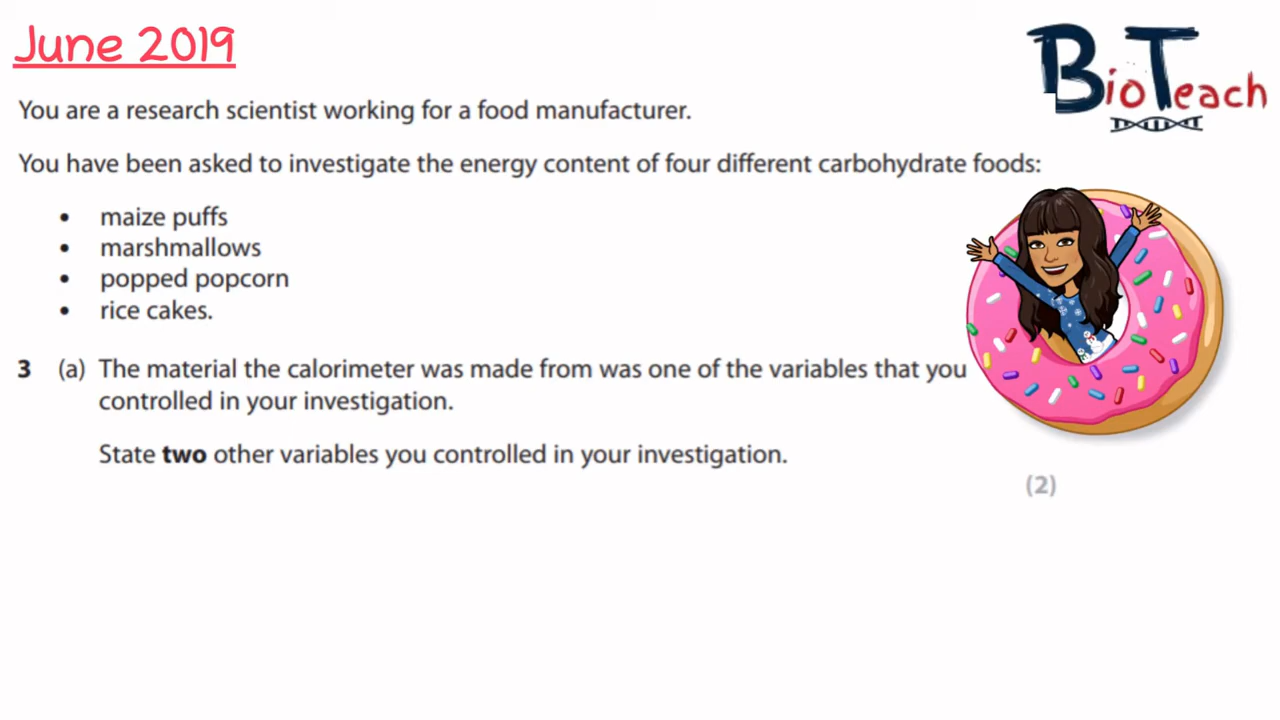 June 2019
BioTeach
You are a research scientist working for a food manufacturer.
You have been asked to investigate the energy content of four different carbohydrate foods:
• maize puffs
• marshmallows
• popped popcorn
• rice cakes.
3 (a) The material the calorimeter was made from was one of the variables that you
controlled in your investigation.
State two other variables you controlled in your investigation.
(2)